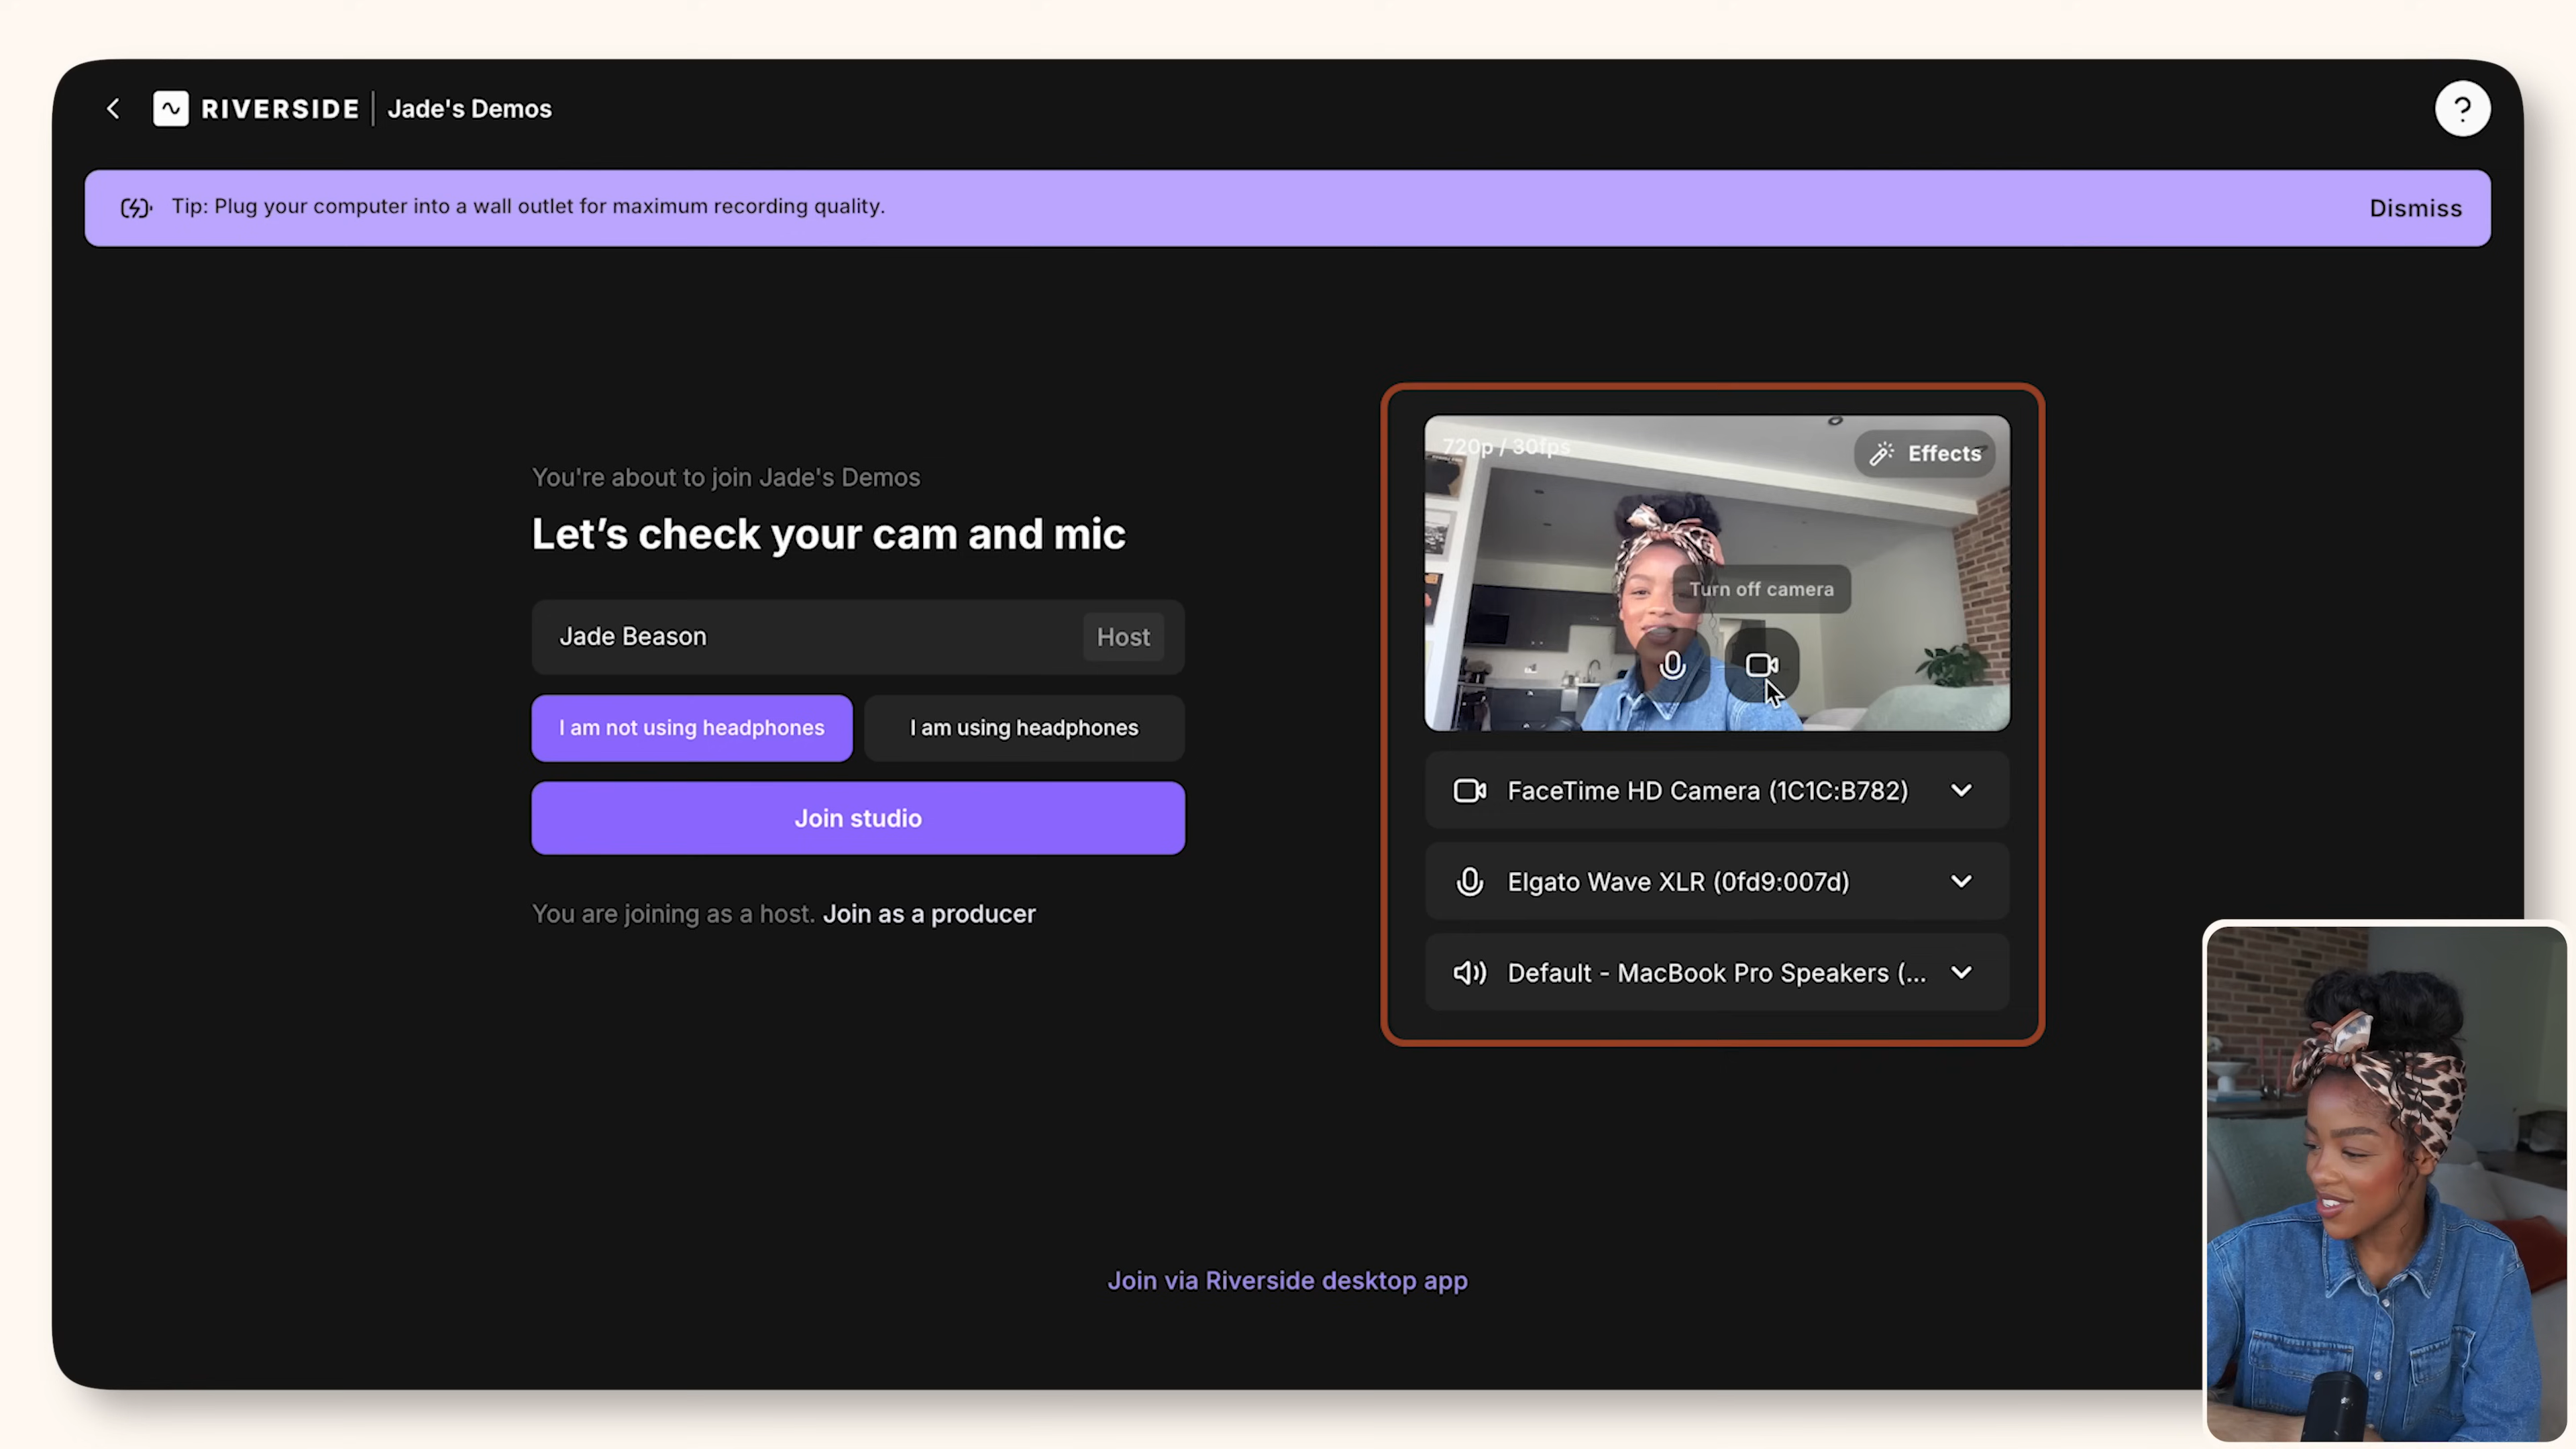 RIVERSIDE | Jade's Demos
?
Tip: Plug your computer into a wall outlet for maximum recording quality.
Dismiss
You're about to join Jade's Demos
Let’s check your cam and mic
Jade Beason
Host
I am not using headphones
I am using headphones
Join studio
You are joining as a host. Join as a producer
720p / 30fps
Effects
Turn off camera
FaceTime HD Camera (1C1C:B782)
Elgato Wave XLR (0fd9:007d)
Default - MacBook Pro Speakers (...
Join via Riverside desktop app